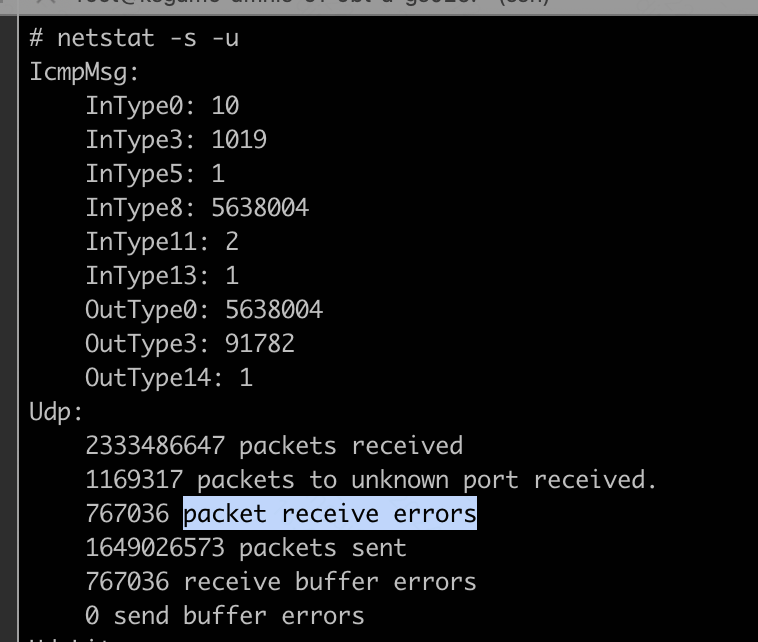 # netstat -s -u
IcmpMsg:
    InType0: 10
    InType3: 1019
    InType5: 1
    InType8: 5638004
    InType11: 2
    InType13: 1
    OutType0: 5638004
    OutType3: 91782
    OutType14: 1
Udp:
    2333486647 packets received
    1169317 packets to unknown port received.
    767036 packet receive errors
    1649026573 packets sent
    767036 receive buffer errors
    0 send buffer errors